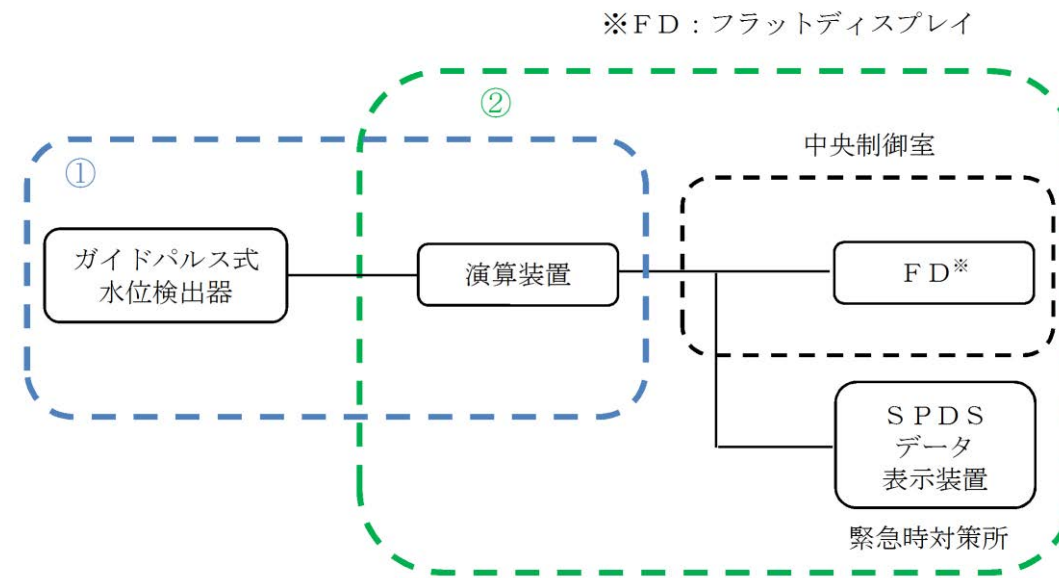 ※FD：フラットディスプレイ
②
中央制御室
①
ガイドパルス式
水位検出器
演算装置
FD※
SPDS
データ
表示装置
緊急時対策所